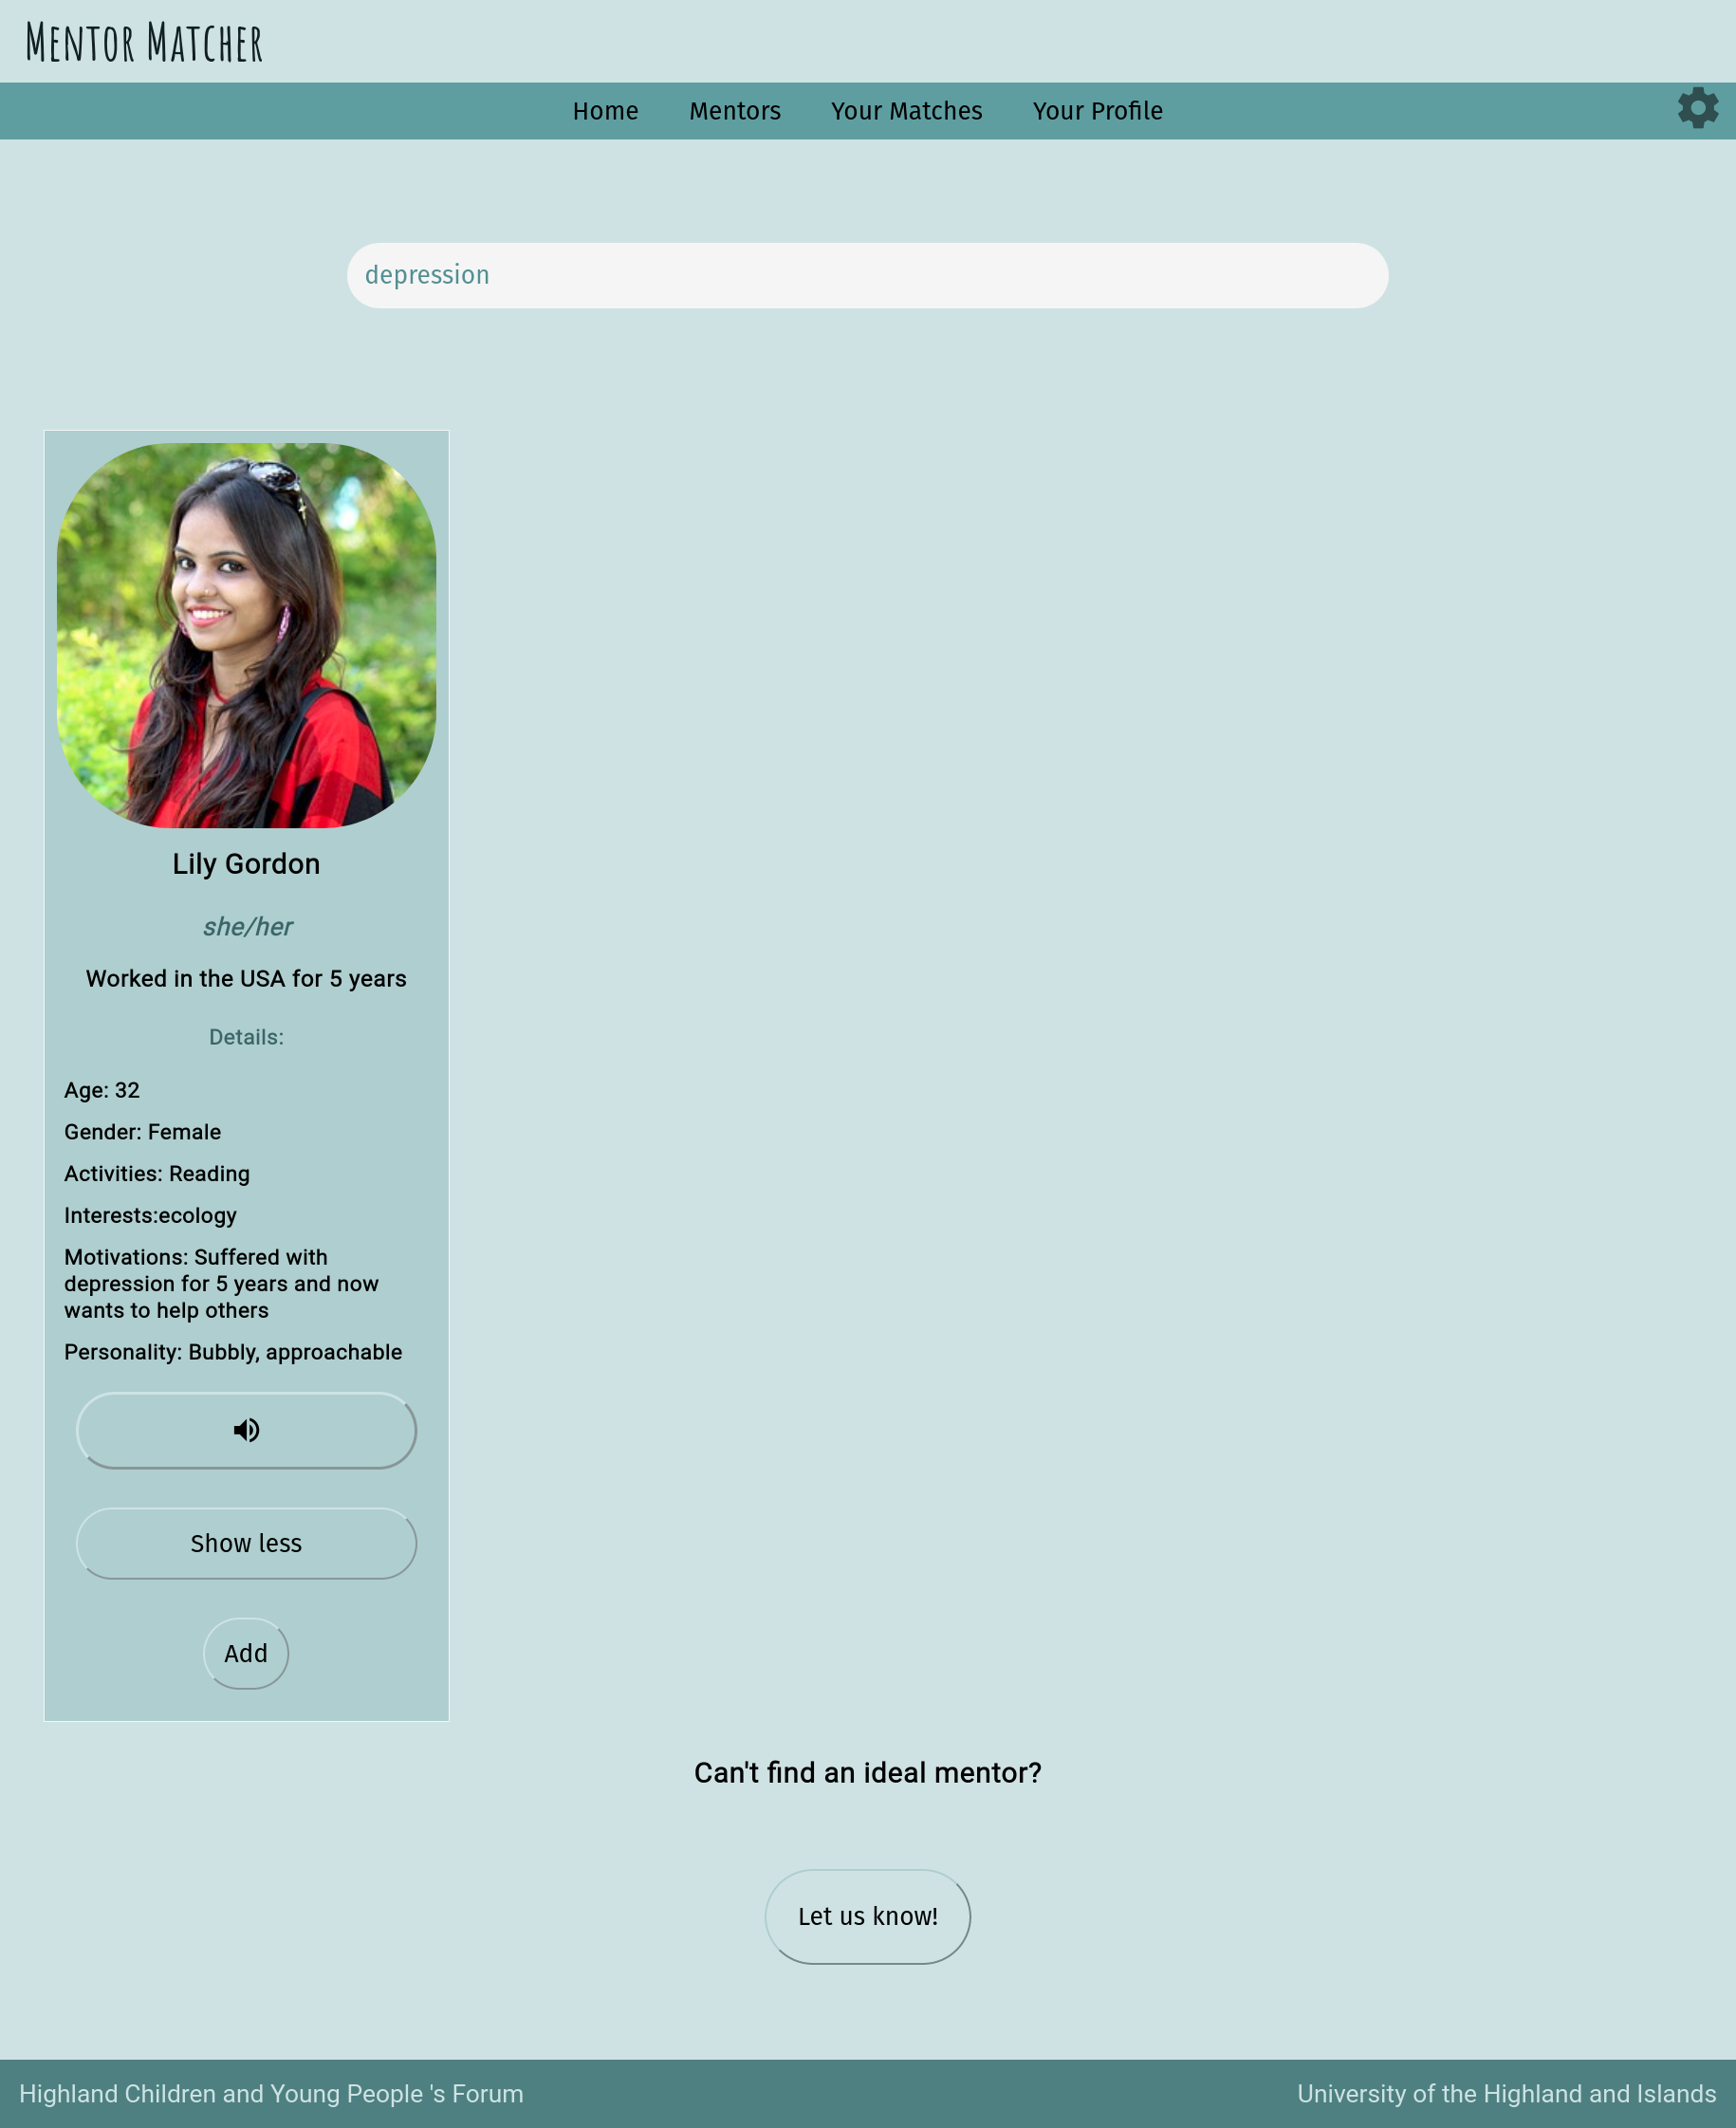 Mentor Matcher
Home
Mentors
Your Matches
Your Profile
depression
Lily Gordon
she/her
Worked in the USA for 5 years
Details:
Age: 32
Gender: Female
Activities: Reading
Interests:ecology
Motivations: Suffered with
depression for 5 years and now
wants to help others
Personality: Bubbly, approachable
Show less
Add
Can't find an ideal mentor?
Let us know!
Highland Children and Young People 's Forum
University of the Highland and Islands